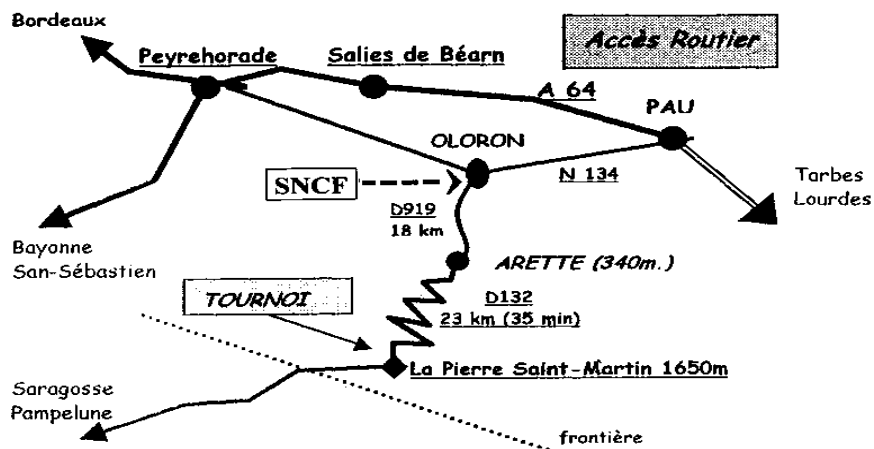 Bordeaux
Peyrehorade
Salies de Béarn
Accès Routier
A 64
PAU
OLORON
SNCF
N 134
Tarbes
Lourdes
D919
18 km
Bayonne
San-Sébastien
ARETTE (340m.)
TOURNOI
D132
23 km (35 min)
La Pierre Saint-Martin 1650m
Saragosse
Pampelune
frontière